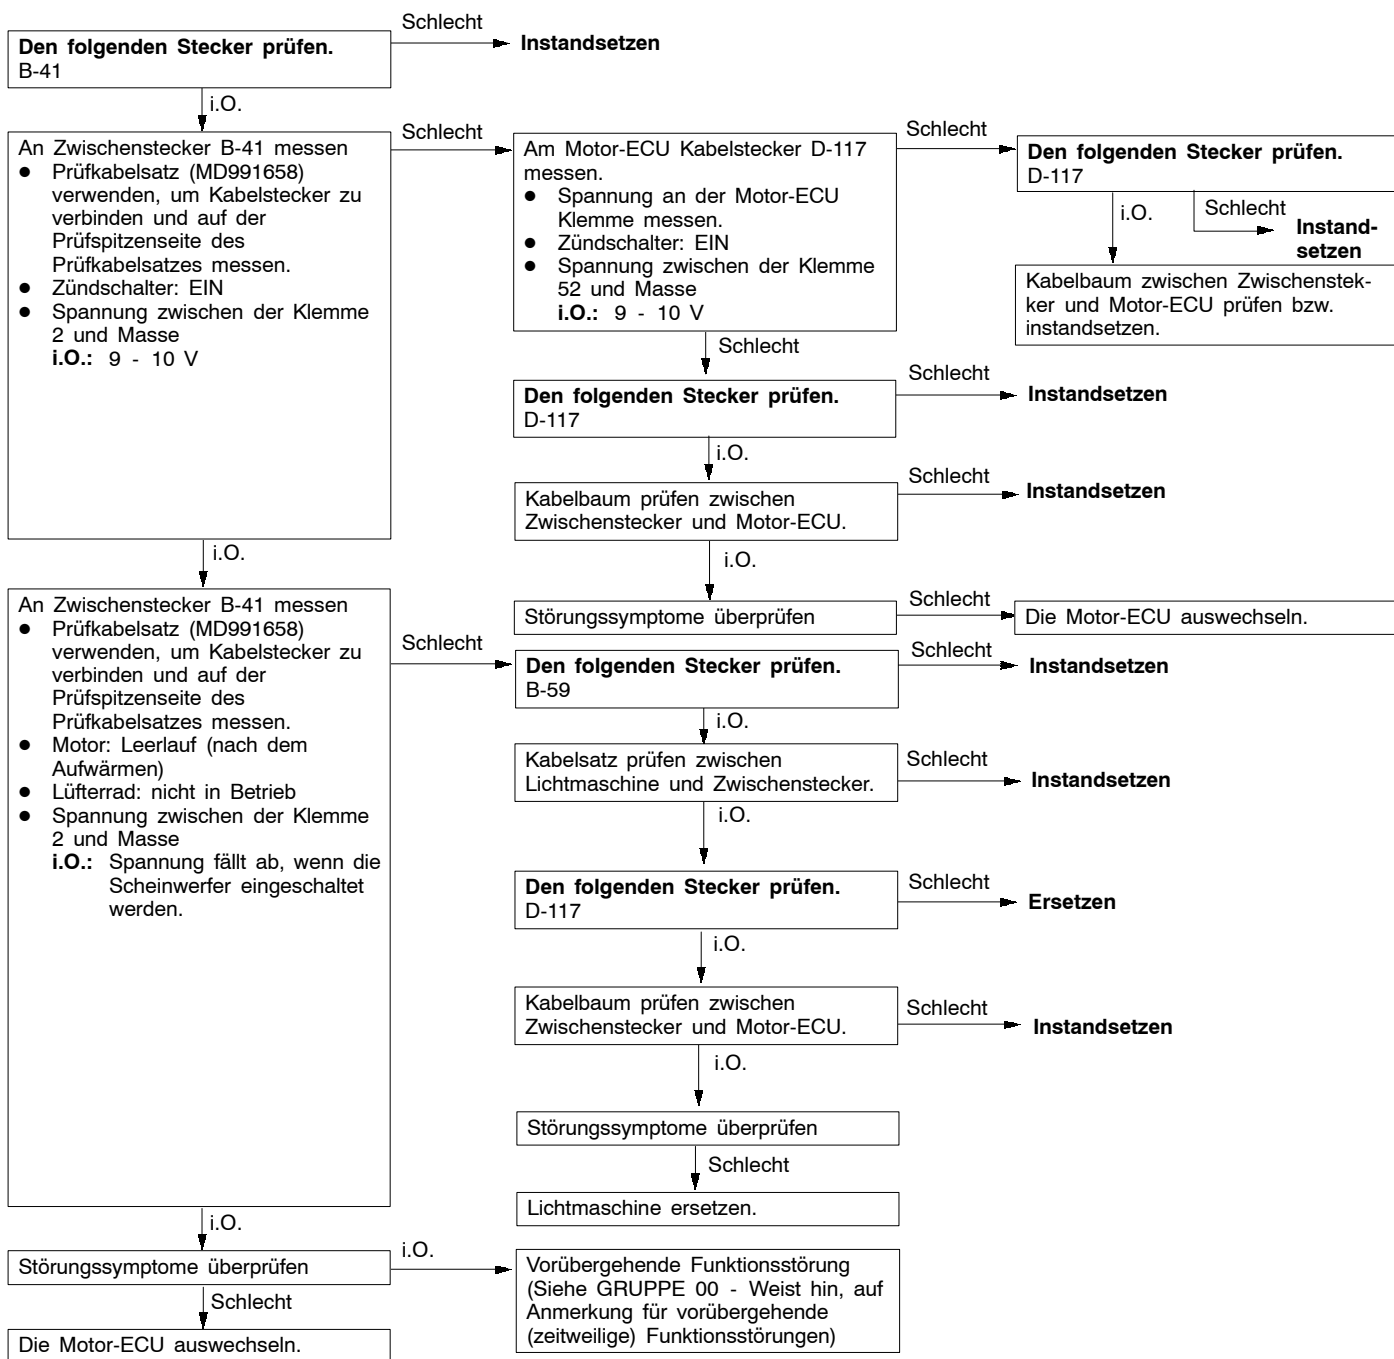 Schlecht
Den folgenden Stecker prüfen.
B-41
Instandsetzen
i.O.
An Zwischenstecker B-41 messen
● Prüfkabelsatz (MD991658)
verwenden, um Kabelstecker zu
verbinden und auf der
Prüfspitzenseite des
Prüfkabelsatzes messen.
● Zündschalter: EIN
● Spannung zwischen der Klemme
2 und Masse
i.O.: 9 - 10 V
Schlecht
Am Motor-ECU Kabelstecker D-117
messen.
● Spannung an der Motor-ECU
Klemme messen.
● Zündschalter: EIN
● Spannung zwischen der Klemme
52 und Masse
i.O.: 9 - 10 V
Schlecht
Den folgenden Stecker prüfen.
D-117
i.O.
Schlecht
Instand-
setzen
Kabelbaum zwischen Zwischenstek-
ker und Motor-ECU prüfen bzw.
instandsetzen.
Schlecht
Den folgenden Stecker prüfen.
D-117
Schlecht
Instandsetzen
i.O.
Kabelbaum prüfen zwischen
Zwischenstecker und Motor-ECU.
Schlecht
Instandsetzen
i.O.
Störungssymptome überprüfen
Schlecht
Die Motor-ECU auswechseln.
i.O.
An Zwischenstecker B-41 messen
● Prüfkabelsatz (MD991658)
verwenden, um Kabelstecker zu
verbinden und auf der
Prüfspitzenseite des
Prüfkabelsatzes messen.
● Motor: Leerlauf (nach dem
Aufwärmen)
● Lüfterrad: nicht in Betrieb
● Spannung zwischen der Klemme
2 und Masse
i.O.: Spannung fällt ab, wenn die
Scheinwerfer eingeschaltet
werden.
Schlecht
Den folgenden Stecker prüfen.
B-59
Schlecht
Instandsetzen
i.O.
Kabelsatz prüfen zwischen
Lichtmaschine und Zwischenstecker.
Schlecht
Instandsetzen
i.O.
Den folgenden Stecker prüfen.
D-117
Schlecht
Ersetzen
i.O.
Kabelbaum prüfen zwischen
Zwischenstecker und Motor-ECU.
Schlecht
Instandsetzen
i.O.
Störungssymptome überprüfen
Schlecht
Lichtmaschine ersetzen.
i.O.
Störungssymptome überprüfen
i.O.
Vorübergehende Funktionsstörung
(Siehe GRUPPE 00 - Weist hin, auf
Anmerkung für vorübergehende
(zeitweilige) Funktionsstörungen)
Schlecht
Die Motor-ECU auswechseln.